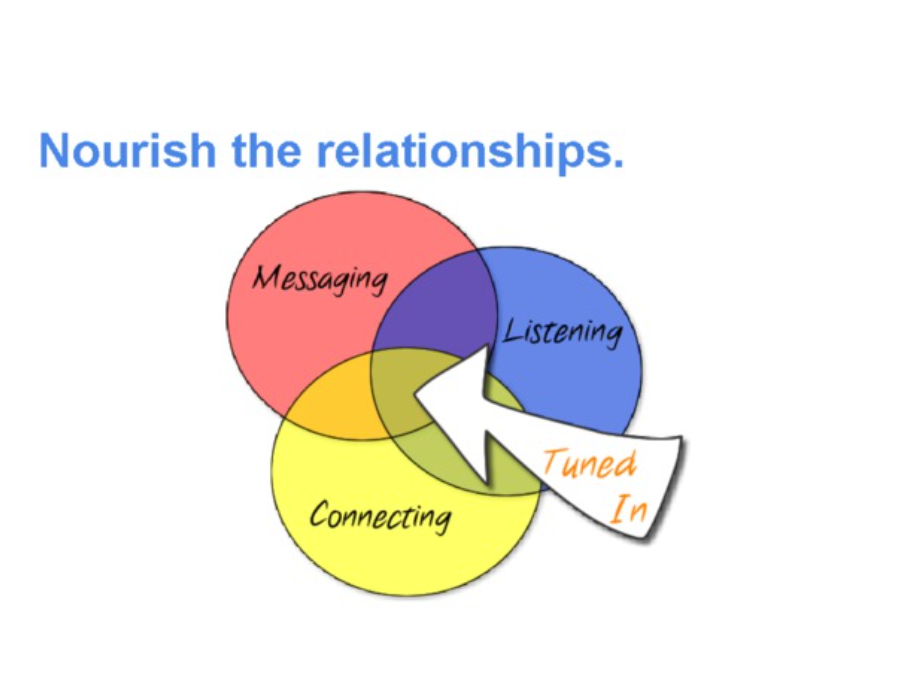 Nourish the relationships.
Messaging
Listening
Tuned
In
Connecting